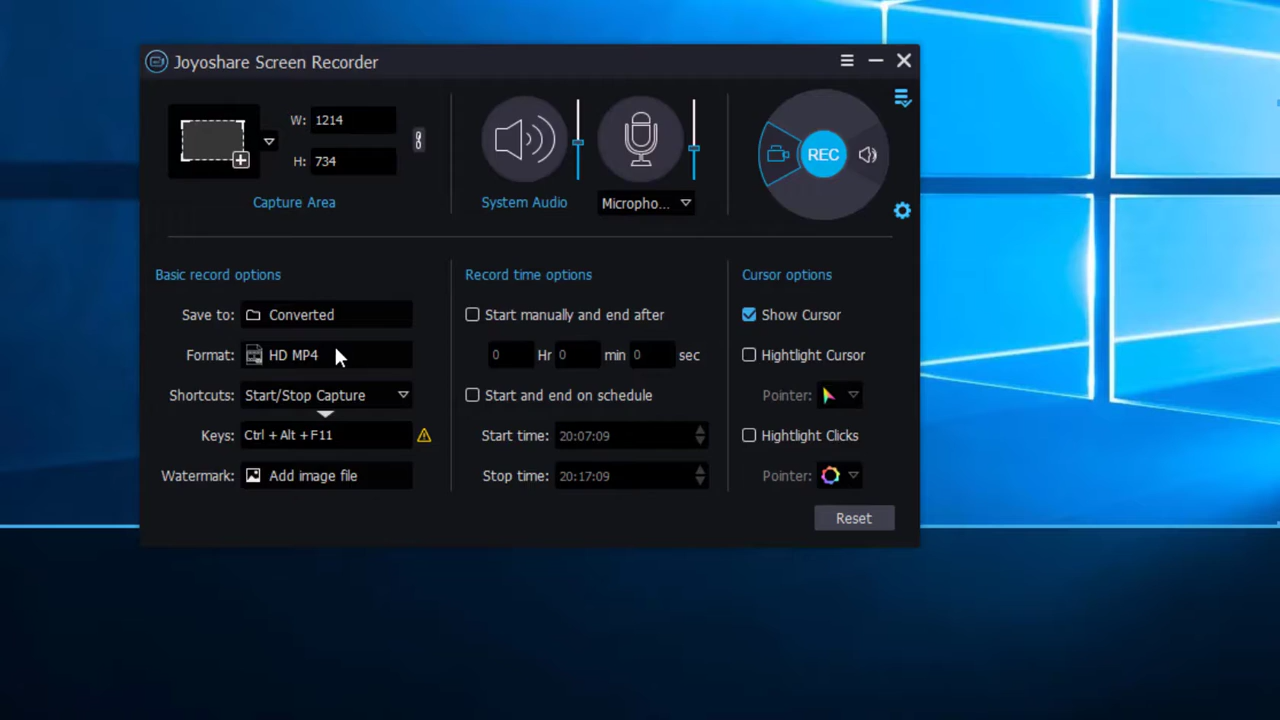 Joyoshare Screen Recorder
W: 1214
H: 734
Capture Area
System Audio
Micropho...
REC
Basic record options
Save to: Converted
Format: HD MP4
Shortcuts: Start/Stop Capture
Keys: Ctrl + Alt + F11
Watermark: Add image file
Record time options
Start manually and end after
0 Hr 0 min 0 sec
Start and end on schedule
Start time: 20:07:09
Stop time: 20:17:09
Cursor options
Show Cursor
Hightlight Cursor
Pointer:
Hightlight Clicks
Pointer:
Reset